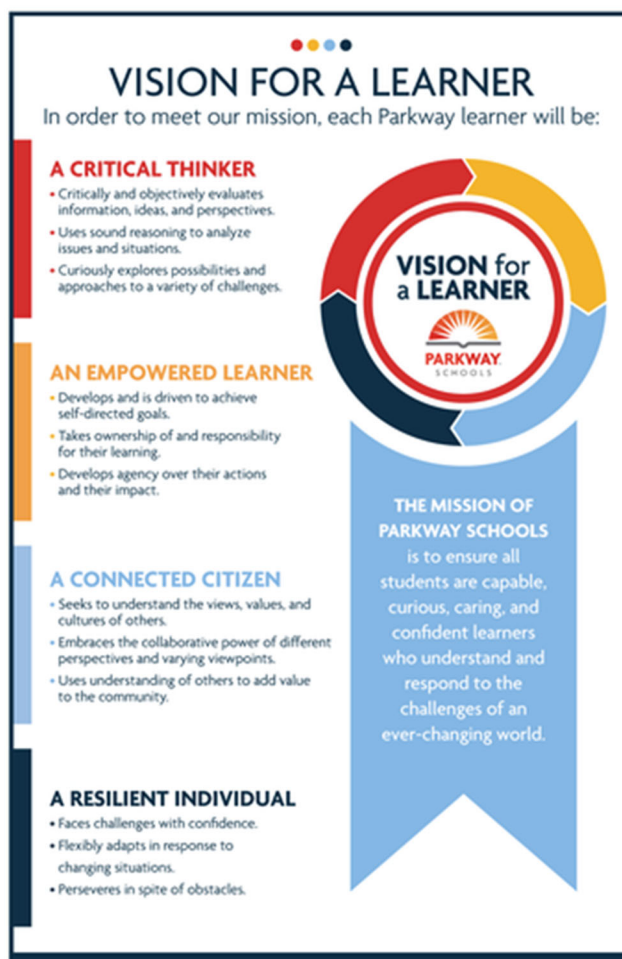 VISION FOR A LEARNER
In order to meet our mission, each Parkway learner will be:
A CRITICAL THINKER
• Critically and objectively evaluates
information, ideas, and perspectives.
• Uses sound reasoning to analyze
issues and situations.
• Curiously explores possibilities and
approaches to a variety of challenges.
AN EMPOWERED LEARNER
• Develops and is driven to achieve
self-directed goals.
• Takes ownership of and responsibility
for their learning.
• Develops agency over their actions
and their impact.
A CONNECTED CITIZEN
• Seeks to understand the views, values, and
cultures of others.
• Embraces the collaborative power of different
perspectives and varying viewpoints.
• Uses understanding of others to add value
to the community.
A RESILIENT INDIVIDUAL
• Faces challenges with confidence.
• Flexibly adapts in response to
changing situations.
• Perseveres in spite of obstacles.
VISION for
a LEARNER
PARKWAY
SCHOOLS
THE MISSION OF
PARKWAY SCHOOLS
is to ensure all
students are capable,
curious, caring, and
confident learners
who understand and
respond to the
challenges of an
ever-changing world.